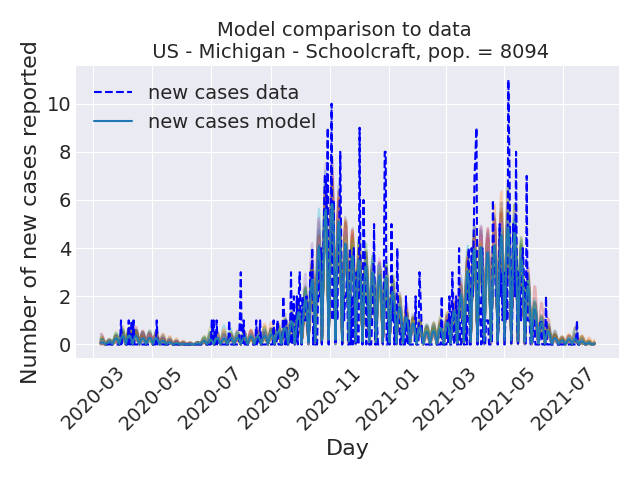 Model comparison to data
US - Michigan - Schoolcraft, pop. = 8094
new cases data
new cases model
Number of new cases reported
10
8
6
4
2
0
2020-03
2020-05
2020-07
2020-09
2020-11
2021-01
2021-03
2021-05
2021-07
Day